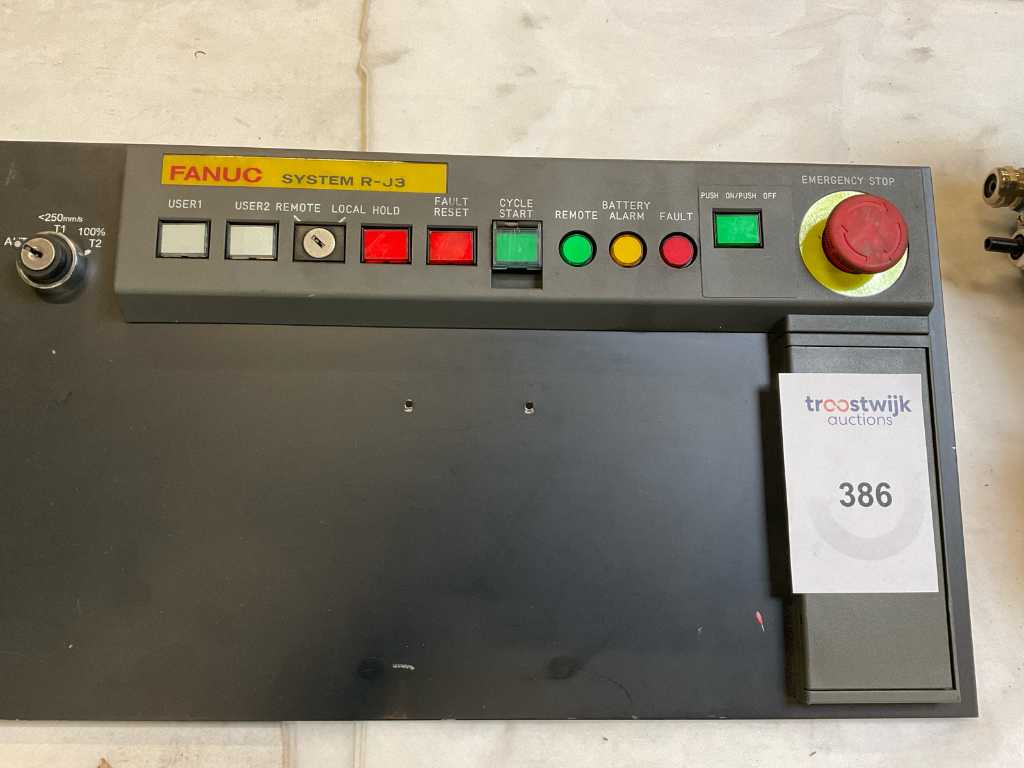 FANUC SYSTEM R-J3
EMERGENCY STOP
USER1
USER2
REMOTE LOCAL
HOLD
FAULT
RESET
CYCLE
START
REMOTE
BATTERY
ALARM
FAULT
PUSH ON/PUSH OFF
<250mm/s
T1
100%
T2
troostwijk
auctions
386